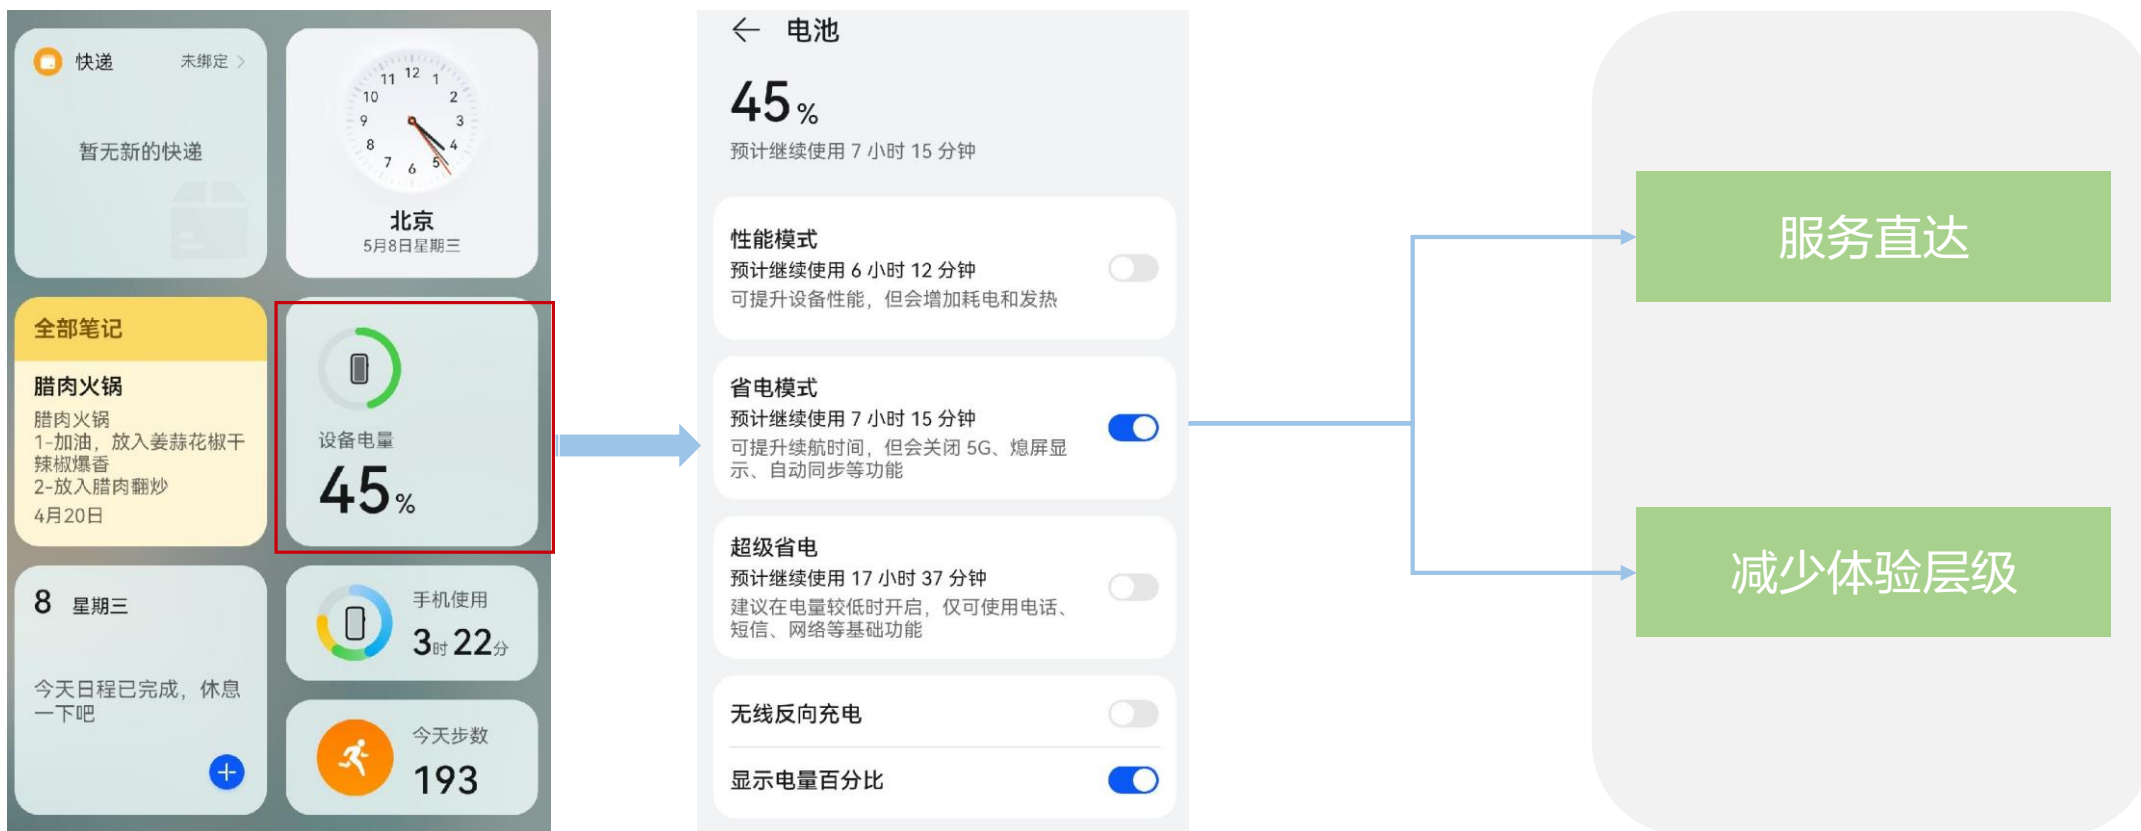 快递 未绑定 >
暂无新的快递
11 12 1
10 2
9 3
8 4
7 6 5
北京
5月8日星期三
全部笔记
腊肉火锅
腊肉火锅
1-加油，放入姜蒜花椒干
辣椒爆香
2-放入腊肉翻炒
4月20日
设备电量
45%
8 星期三
今天日程已完成，休息
一下吧
手机使用
3时22分
今天步数
193
电池
45%
预计继续使用 7 小时 15 分钟
性能模式
预计继续使用 6 小时 12 分钟
可提升设备性能，但会增加耗电和发热
省电模式
预计继续使用 7 小时 15 分钟
可提升续航时间，但会关闭 5G、熄屏显
示、自动同步等功能
超级省电
预计继续使用 17 小时 37 分钟
建议在电量较低时开启，仅可使用电话、
短信、网络等基础功能
无线反向充电
显示电量百分比
服务直达
减少体验层级